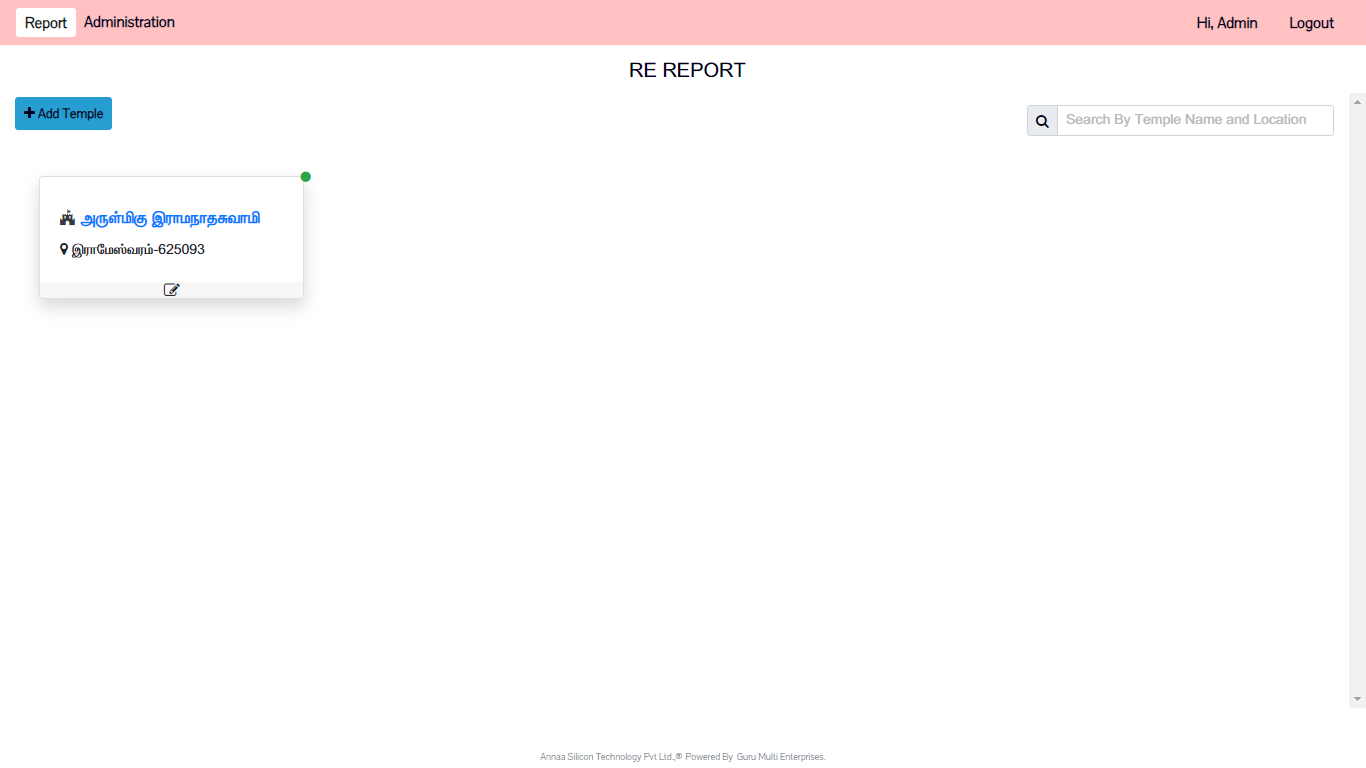 Report Administration Hi, Admin Logout
RE REPORT
Add Temple
Search By Temple Name and Location
அருள்மிகு இராமநாதசுவாமி
இராமேஸ்வரம்-625093
Annaa Silicon Technology Pvt Ltd.,® Powered By Guru Multi Enterprises.